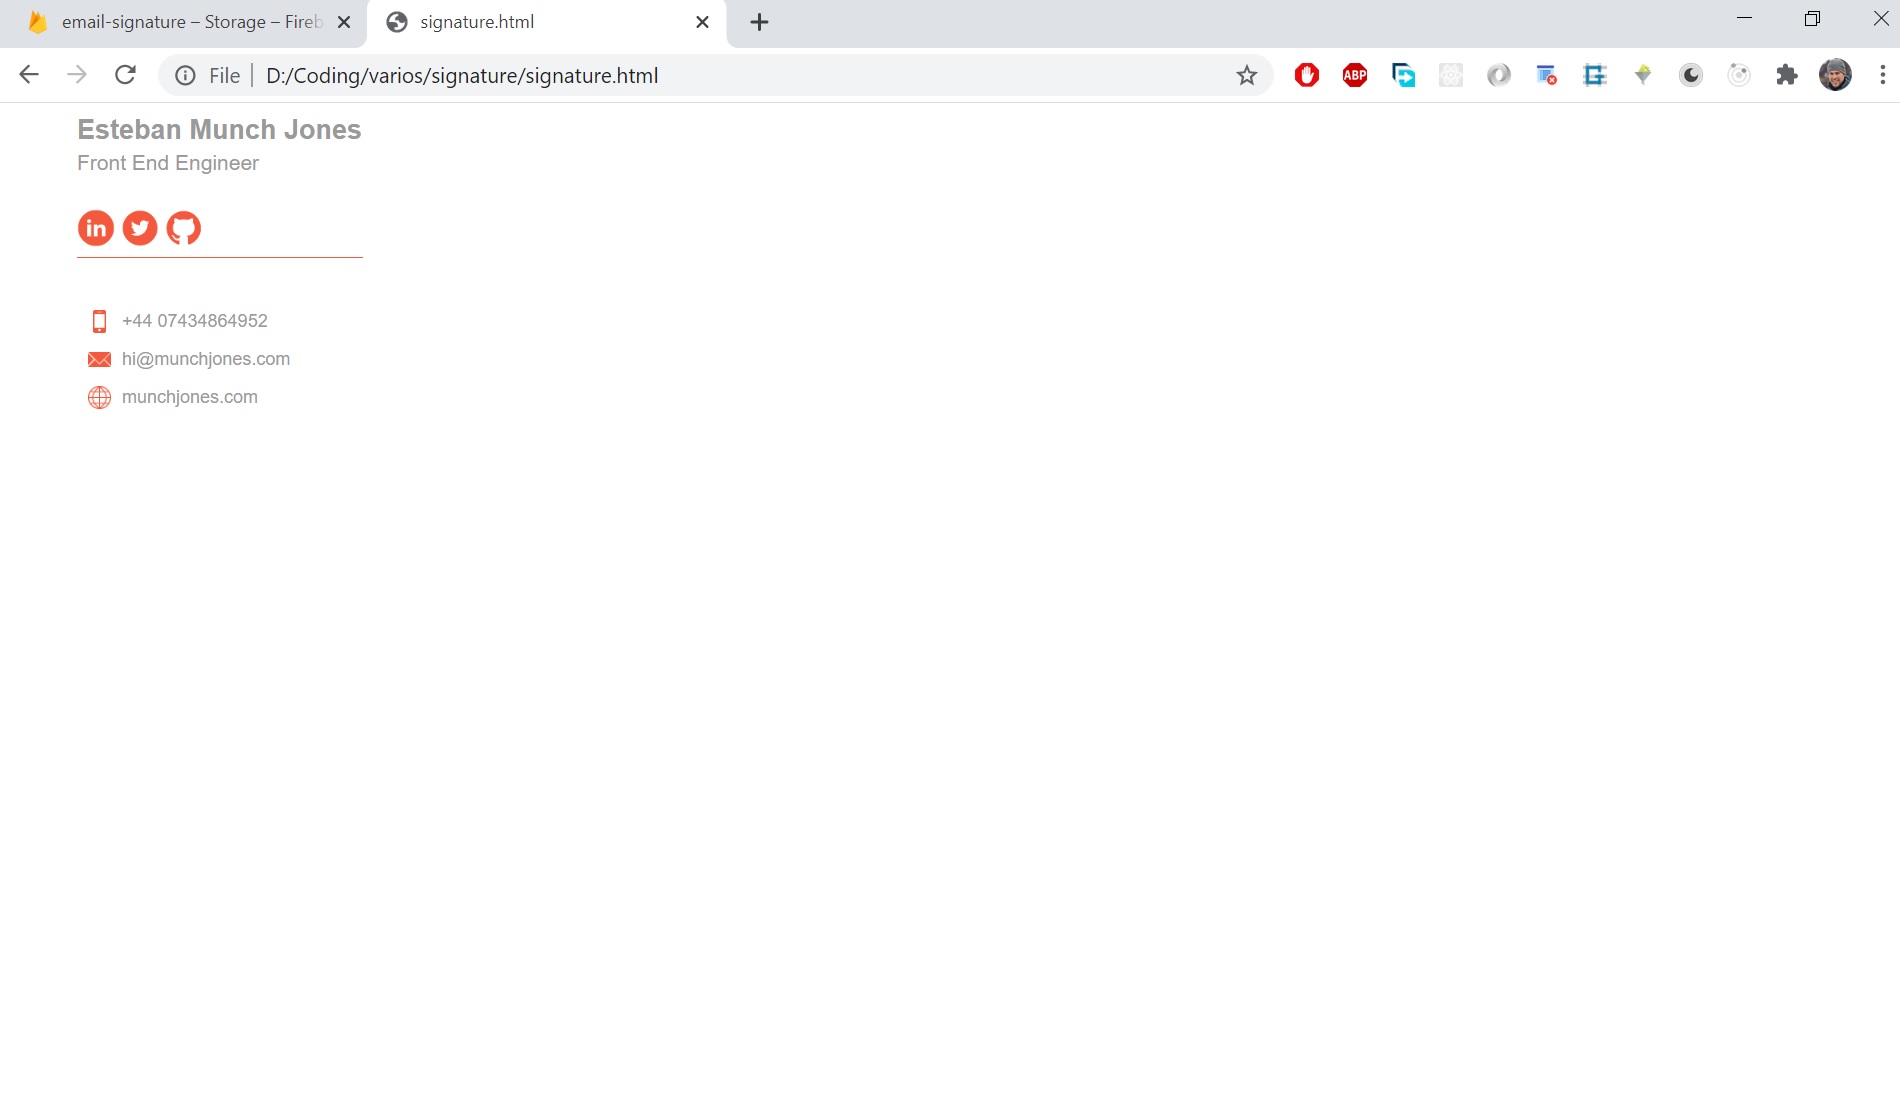 email-signature – Storage – Fireb
signature.html
File
D:/Coding/varios/signature/signature.html
ABP
Esteban Munch Jones
Front End Engineer
in
+44 07434864952
hi@munchjones.com
munchjones.com